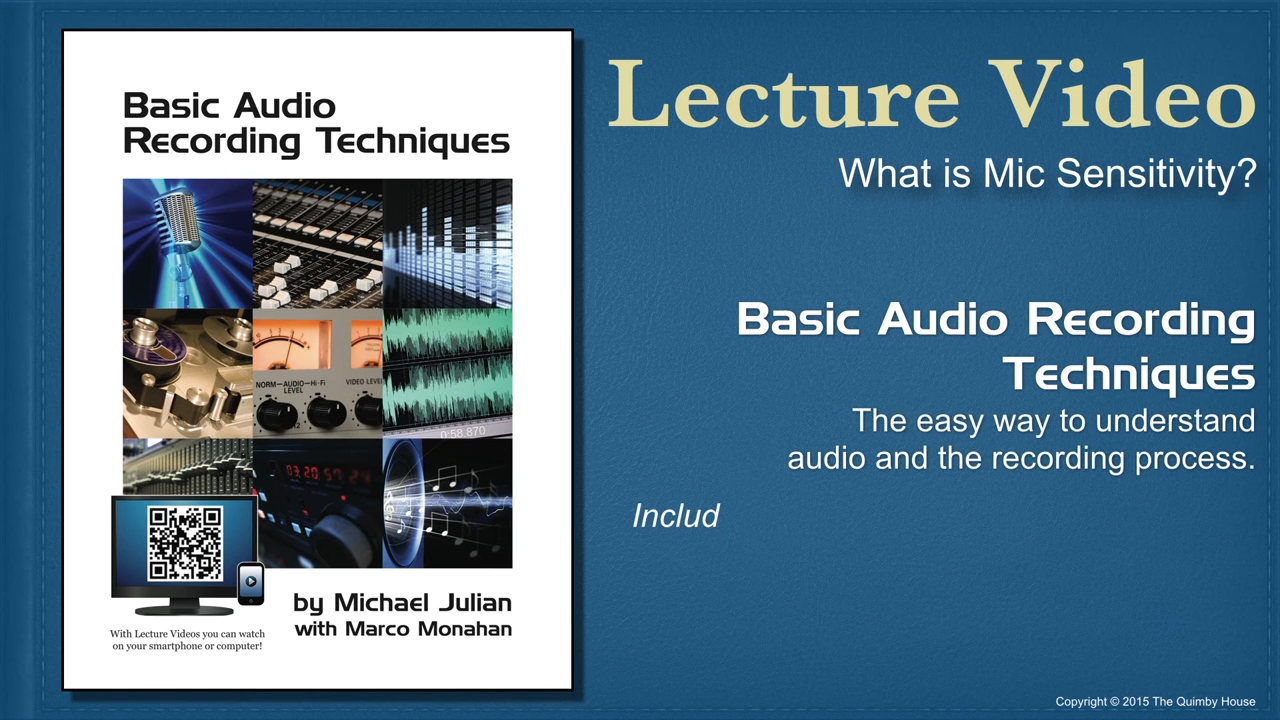 Basic Audio
Recording Techniques
NORM—AUDIO—Hi-Fi
LEVEL
VIDEO LEVEL
0:58.870
03.20.57.24
by Michael Julian
with Marco Monahan
With Lecture Videos you can watch
on your smartphone or computer!
Lecture Video
What is Mic Sensitivity?
Basic Audio Recording
Techniques
The easy way to understand
audio and the recording process.
Includ
Copyright © 2015 The Quimby House